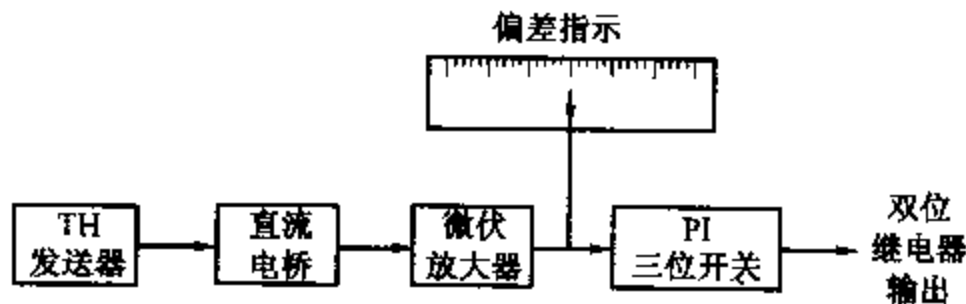 偏差指示
TH
发送器
直流
电桥
微伏
放大器
PI
三位开关
双位
继电器
输出